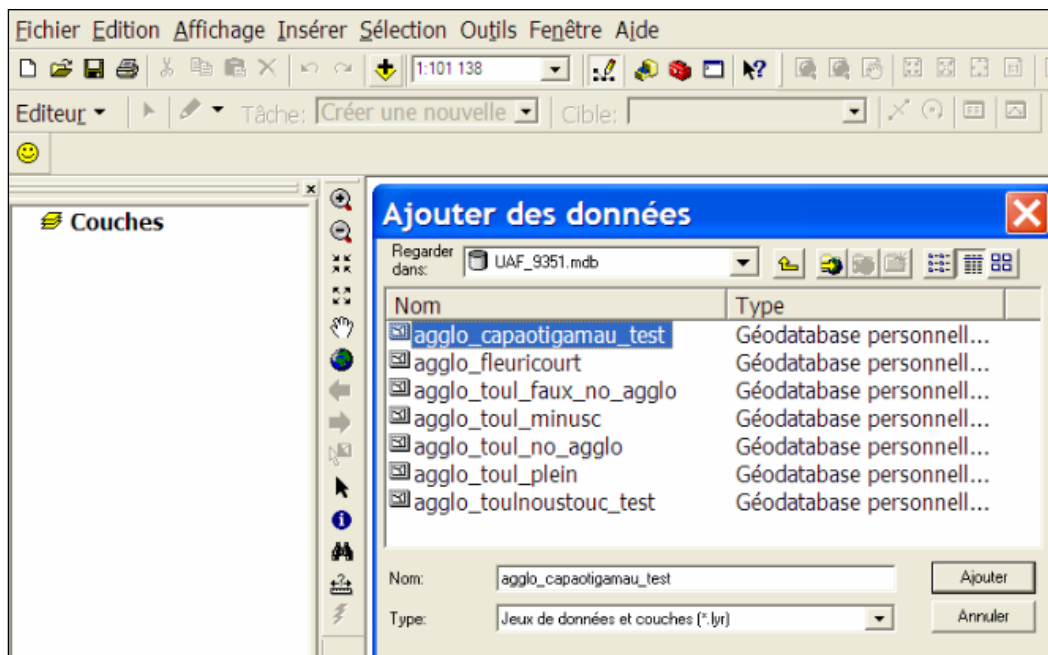 Fichier Edition Affichage Insérer Sélection Outils Fenêtre Aide
1:101 138
Editeur Tâche: Créer une nouvelle Cible:
Couches
Ajouter des données
Regarder dans: UAF_9351.mdb
Nom Type
agglo_capaotigamau_test Géodatabase personnell...
agglo_fleuricourt Géodatabase personnell...
agglo_toul_faux_no_agglo Géodatabase personnell...
agglo_toul_minusc Géodatabase personnell...
agglo_toul_no_agglo Géodatabase personnell...
agglo_toul_plein Géodatabase personnell...
agglo_toulnoustouc_test Géodatabase personnell...
Nom: agglo_capaotigamau_test Ajouter
Type: Jeux de données et couches (*.lyr) Annuler